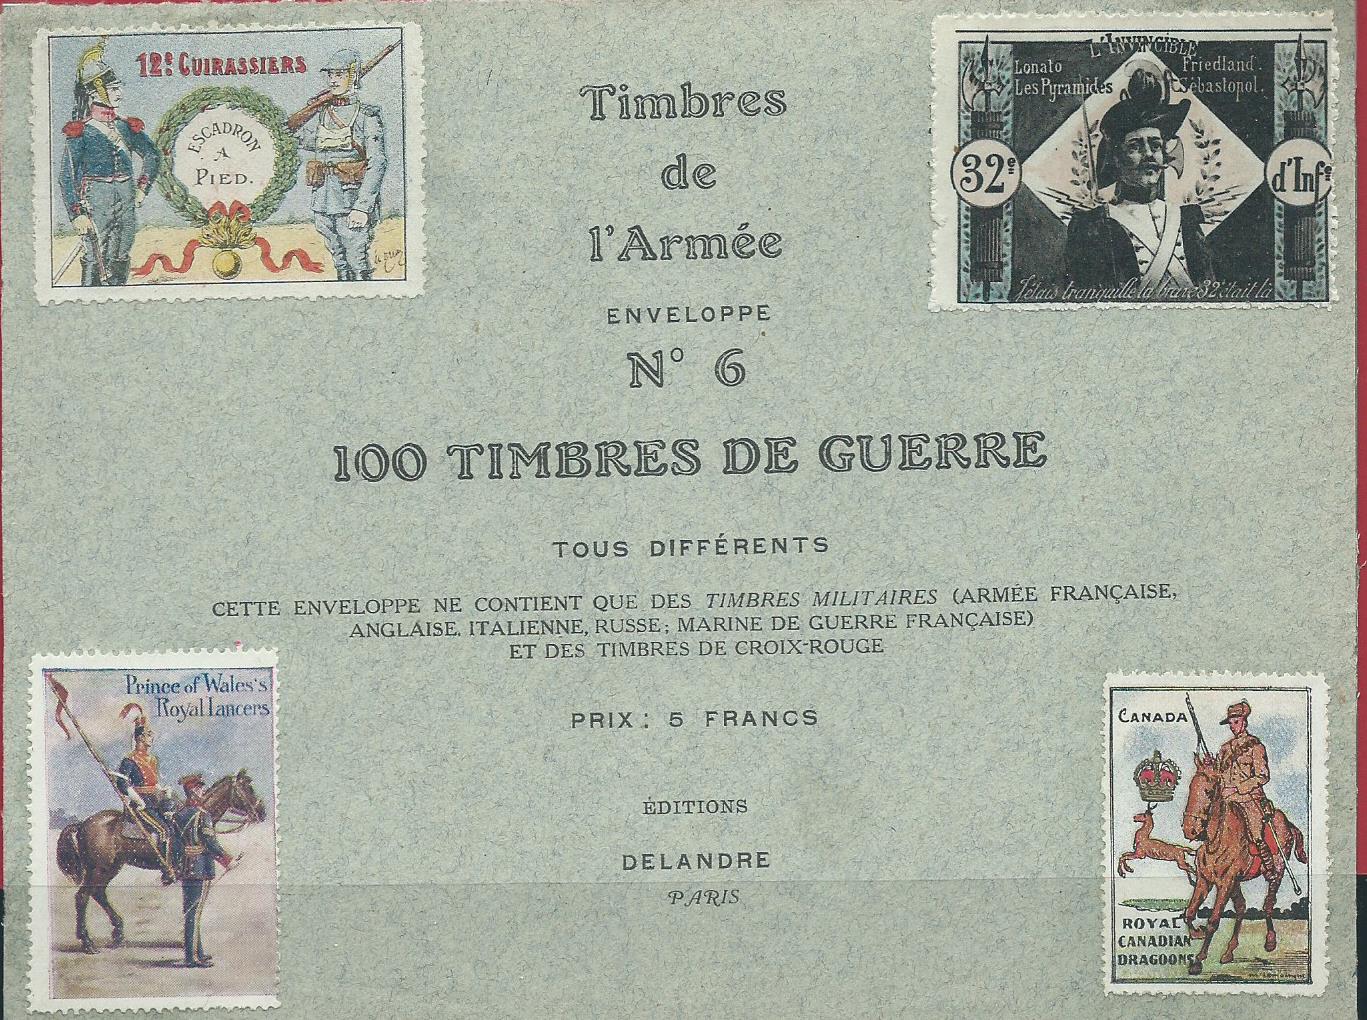 12e CUIRASSIERS
ESCADRON
A
PIED.
Timbres
de
l'Armée
ENVELOPPE
N° 6
L'INVINCIBLE
Lonato
Les Pyramides
Friedland.
Sébastopol.
32e
d'Infie
J'étais tranquille la brave 32e était là
100 TIMBRES DE GUERRE
TOUS DIFFÉRENTS
CETTE ENVELOPPE NE CONTIENT QUE DES TIMBRES MILITAIRES (ARMÉE FRANÇAISE,
ANGLAISE, ITALIENNE, RUSSE; MARINE DE GUERRE FRANÇAISE)
ET DES TIMBRES DE CROIX-ROUGE
PRIX : 5 FRANCS
ÉDITIONS
DELANDRE
PARIS
Prince of Wales's
Royal Lancers
CANADA
ROYAL
CANADIAN
DRAGOONS